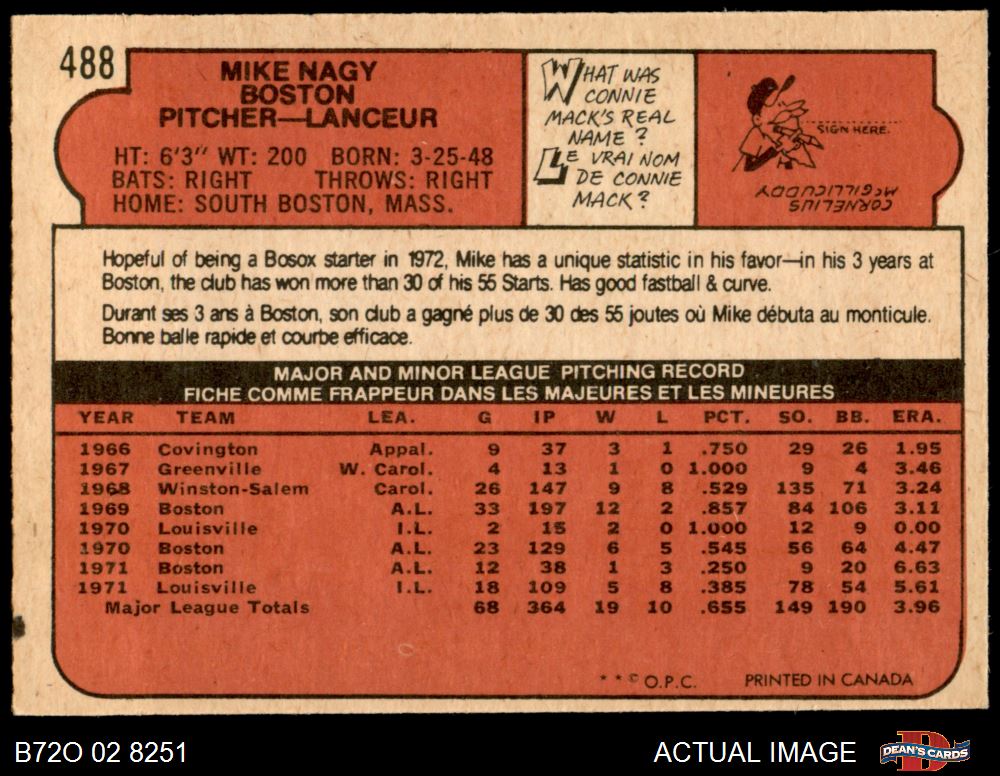 488
MIKE NAGY
BOSTON
PITCHER—LANCEUR
HT: 6'3" WT: 200 BORN: 3-25-48
BATS: RIGHT THROWS: RIGHT
HOME: SOUTH BOSTON, MASS.
WHAT WAS
CONNIE
MACK'S REAL
NAME?
LE VRAI NOM
DE CONNIE
MACK?
SIGN HERE.
CORNELIUS
McGILLICUDDY
Hopeful of being a Bosox starter in 1972, Mike has a unique statistic in his favor—in his 3 years at
Boston, the club has won more than 30 of his 55 Starts. Has good fastball & curve.
Durant ses 3 ans à Boston, son club a gagné plus de 30 des 55 joutes où Mike débuta au monticule.
Bonne balle rapide et courbe efficace.
MAJOR AND MINOR LEAGUE PITCHING RECORD
FICHE COMME FRAPPEUR DANS LES MAJEURES ET LES MINEURES
YEAR TEAM LEA. G IP W L PCT. SO. BB. ERA.
1966 Covington Appal. 9 37 3 1 .750 29 26 1.95
1967 Greenville W. Carol. 4 13 1 0 1.000 9 4 3.46
1968 Winston-Salem Carol. 26 147 9 8 .529 135 71 3.24
1969 Boston A.L. 33 197 12 2 .857 84 106 3.11
1970 Louisville I.L. 2 15 2 0 1.000 12 9 0.00
1970 Boston A.L. 23 129 6 5 .545 56 64 4.47
1971 Boston A.L. 12 38 1 3 .250 9 20 6.63
1971 Louisville I.L. 18 109 5 8 .385 78 54 5.61
Major League Totals 68 364 19 10 .655 149 190 3.96
* * © O.P.C. PRINTED IN CANADA
B72O 02 8251 ACTUAL IMAGE DEAN'S CARDS